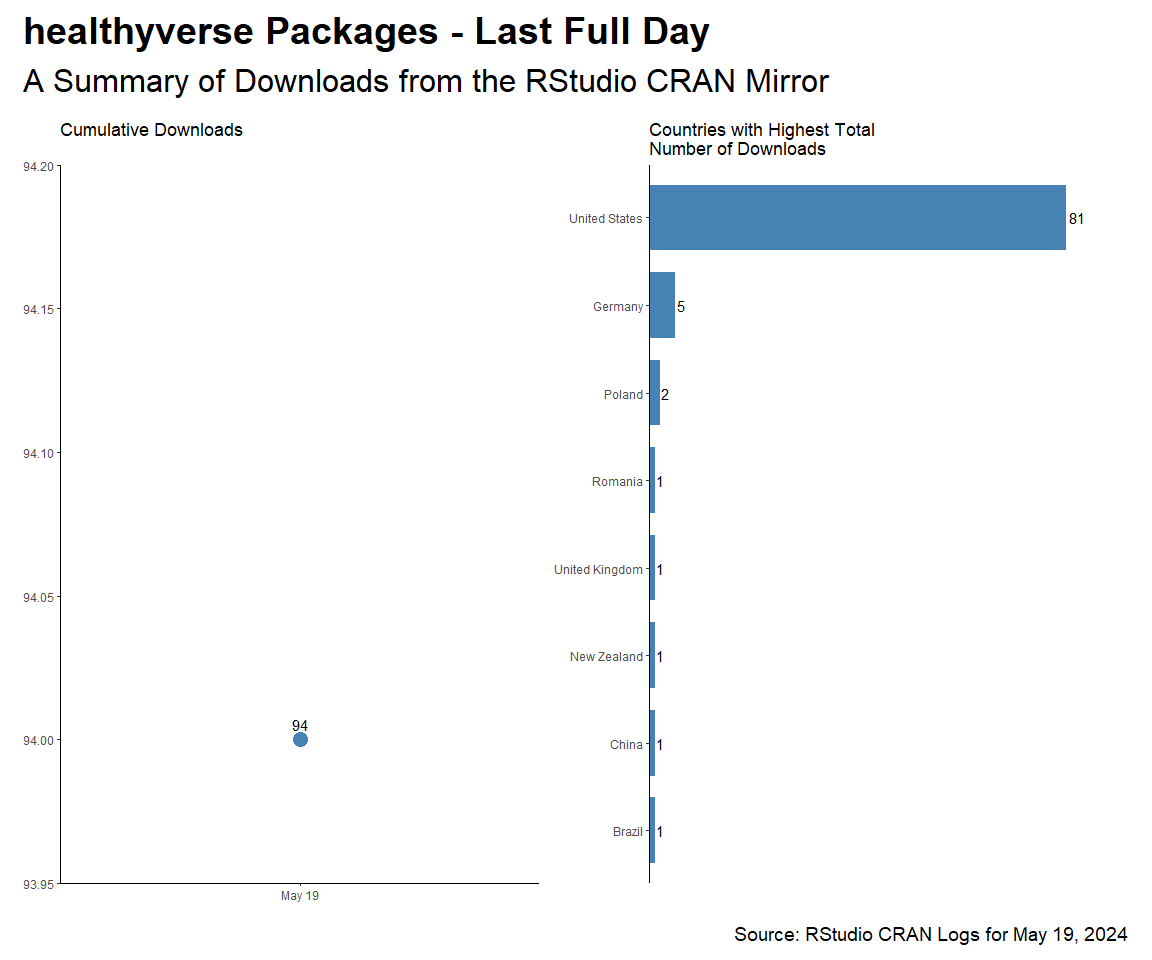 healthyverse Packages - Last Full Day
A Summary of Downloads from the RStudio CRAN Mirror
Cumulative Downloads
94.20
94.15
94.10
94.05
94.00
93.95
94
May 19
Countries with Highest Total
Number of Downloads
United States 81
Germany 5
Poland 2
Romania 1
United Kingdom 1
New Zealand 1
China 1
Brazil 1
Source: RStudio CRAN Logs for May 19, 2024